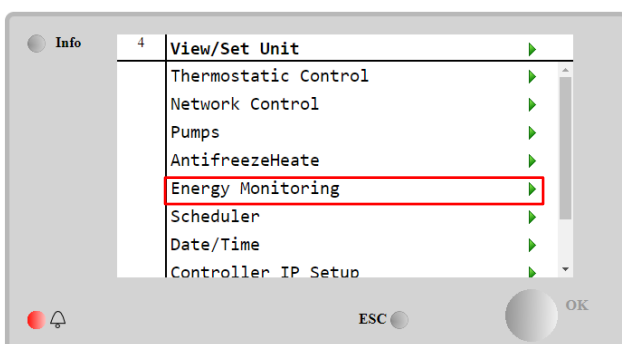 Info
4 View/Set Unit
Thermostatic Control
Network Control
Pumps
AntifreezeHeate
Energy Monitoring
Scheduler
Date/Time
Controller IP Setup
OK
ESC